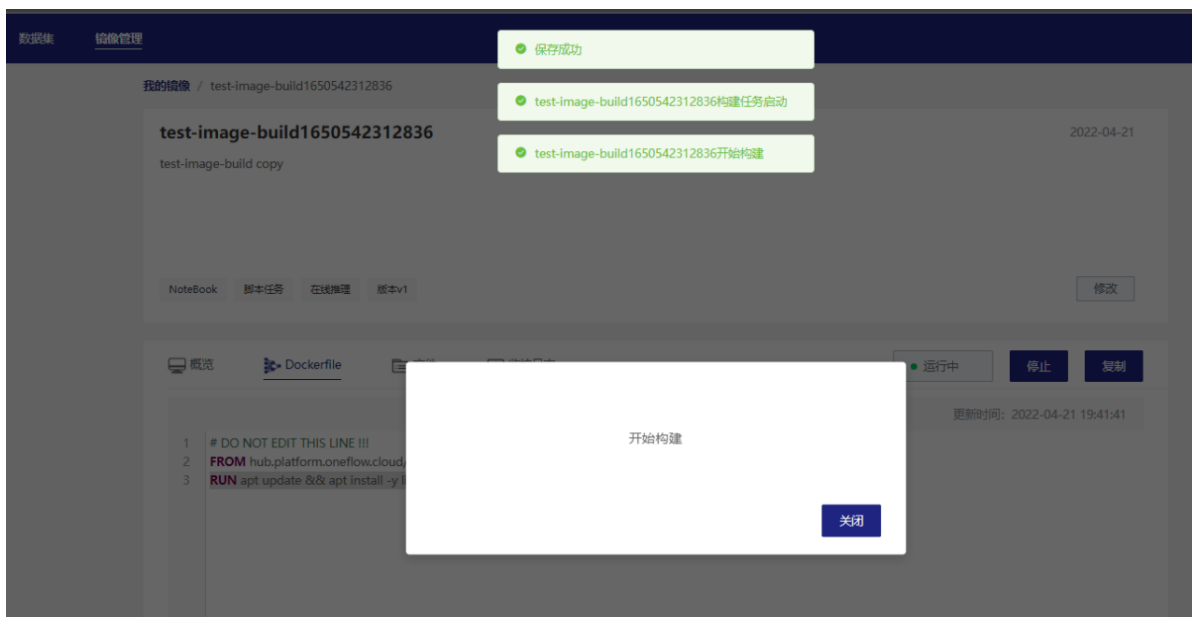 数据集 镜像管理
保存成功
我的镜像 / test-image-build1650542312836
test-image-build1650542312836构建任务启动
test-image-build1650542312836
2022-04-21
test-image-build1650542312836开始构建
test-image-build copy
NoteBook 脚本任务 在线推理 版本v1
修改
概览 Dockerfile
运行中 停止 复制
更新时间：2022-04-21 19:41:41
开始构建
1 # DO NOT EDIT THIS LINE !!!
2 FROM hub.platform.oneflow.cloud/
3 RUN apt update && apt install -y li
关闭